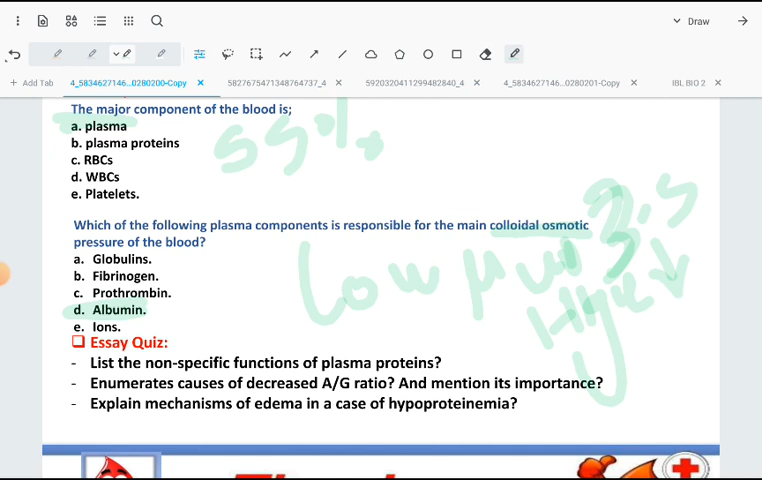 Draw
Add Tab
4_5834627146...0280200-Copy
5827675471348764737_4
5920320411299482840_4
4_5834627146...0280201-Copy
IBL BIO 2
The major component of the blood is;
a. plasma
b. plasma proteins
c. RBCs
d. WBCs
e. Platelets.
55%
Which of the following plasma components is responsible for the main colloidal osmotic
pressure of the blood?
a. Globulins.
b. Fibrinogen.
c. Prothrombin.
d. Albumin.
e. Ions.
low
3.5
Essay Quiz:
- List the non-specific functions of plasma proteins?
- Enumerates causes of decreased A/G ratio? And mention its importance?
- Explain mechanisms of edema in a case of hypoproteinemia?